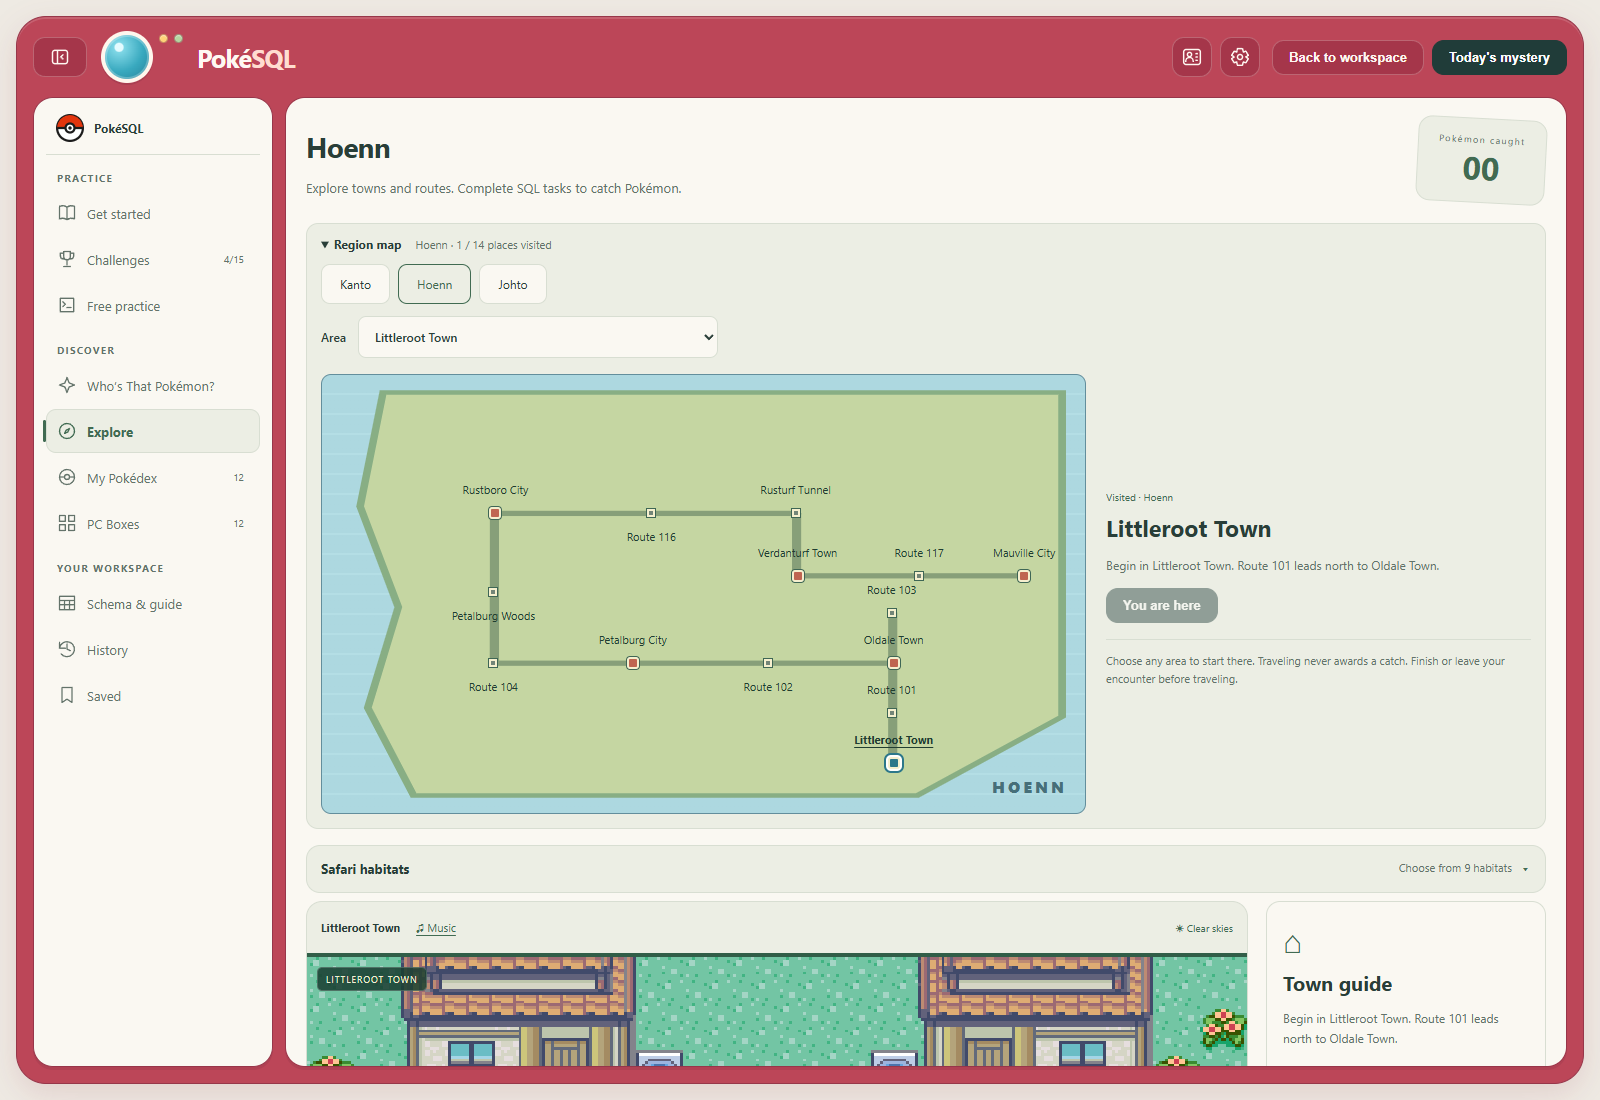 PokéSQL
Back to workspace
Today's mystery
PokéSQL
PRACTICE
Get started
Challenges 4/15
Free practice
DISCOVER
Who's That Pokémon?
Explore
My Pokédex 12
PC Boxes 12
YOUR WORKSPACE
Schema & guide
History
Saved
Hoenn
Explore towns and routes. Complete SQL tasks to catch Pokémon.
Pokémon caught
00
▼ Region map Hoenn · 1 / 14 places visited
Kanto Hoenn Johto
Area Littleroot Town
Rustboro City
Rusturf Tunnel
Route 116
Verdanturf Town
Route 117
Mauville City
Route 103
Petalburg Woods
Petalburg City
Oldale Town
Route 104
Route 102
Route 101
Littleroot Town
HOENN
Visited · Hoenn
Littleroot Town
Begin in Littleroot Town. Route 101 leads north to Oldale Town.
You are here
Choose any area to start there. Traveling never awards a catch. Finish or leave your
encounter before traveling.
Safari habitats
Choose from 9 habitats
Littleroot Town ♫ Music
☀ Clear skies
LITTLEROOT TOWN
Town guide
Begin in Littleroot Town. Route 101 leads
north to Oldale Town.